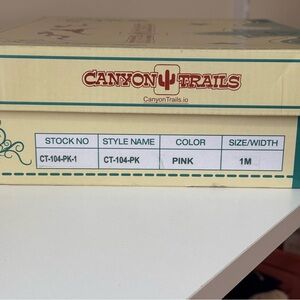 CANYON TRAILS
CanyonTrails.io
STOCK NO STYLE NAME COLOR SIZE/WIDTH
CT-104-PK-1 CT-104-PK PINK 1M